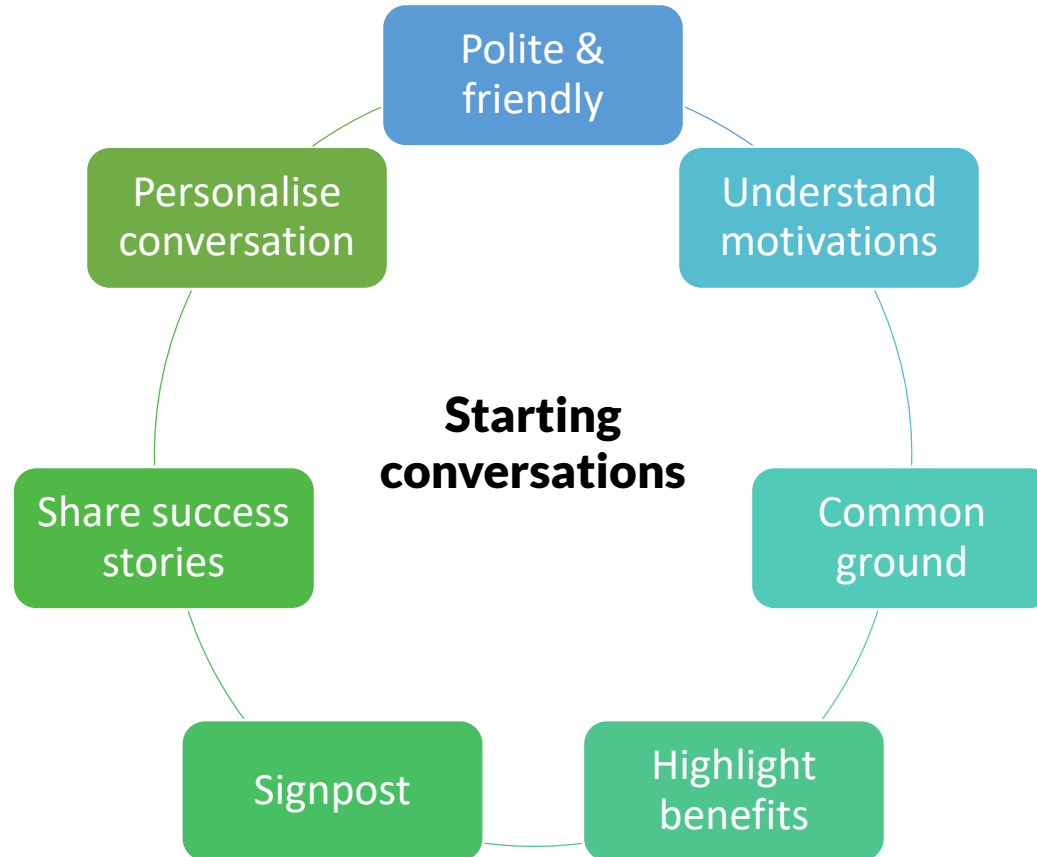 Polite &
friendly
Understand
motivations
Common
ground
Highlight
benefits
Signpost
Share success
stories
Personalise
conversation
Starting
conversations